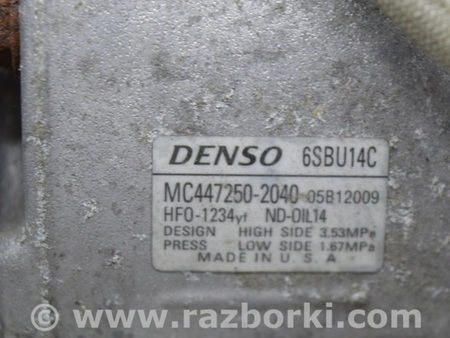 DENSO 6SBU14C
MC447250-2040 05B12009
HFO-1234yf ND-OIL14
DESIGN HIGH SIDE 3.53MPa
PRESS LOW SIDE 1.67MPa
MADE IN U.S.A
© www.razborki.com